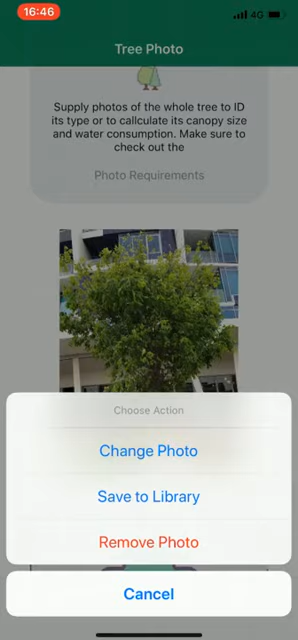 16:46
4G
Tree Photo
Supply photos of the whole tree to ID
its type or to callculate its canopy size
and water consumption. Make sure to
check out the
Photo Requirements
Choose Action
Change Photo
Save to Library
Remove Photo
Cancel